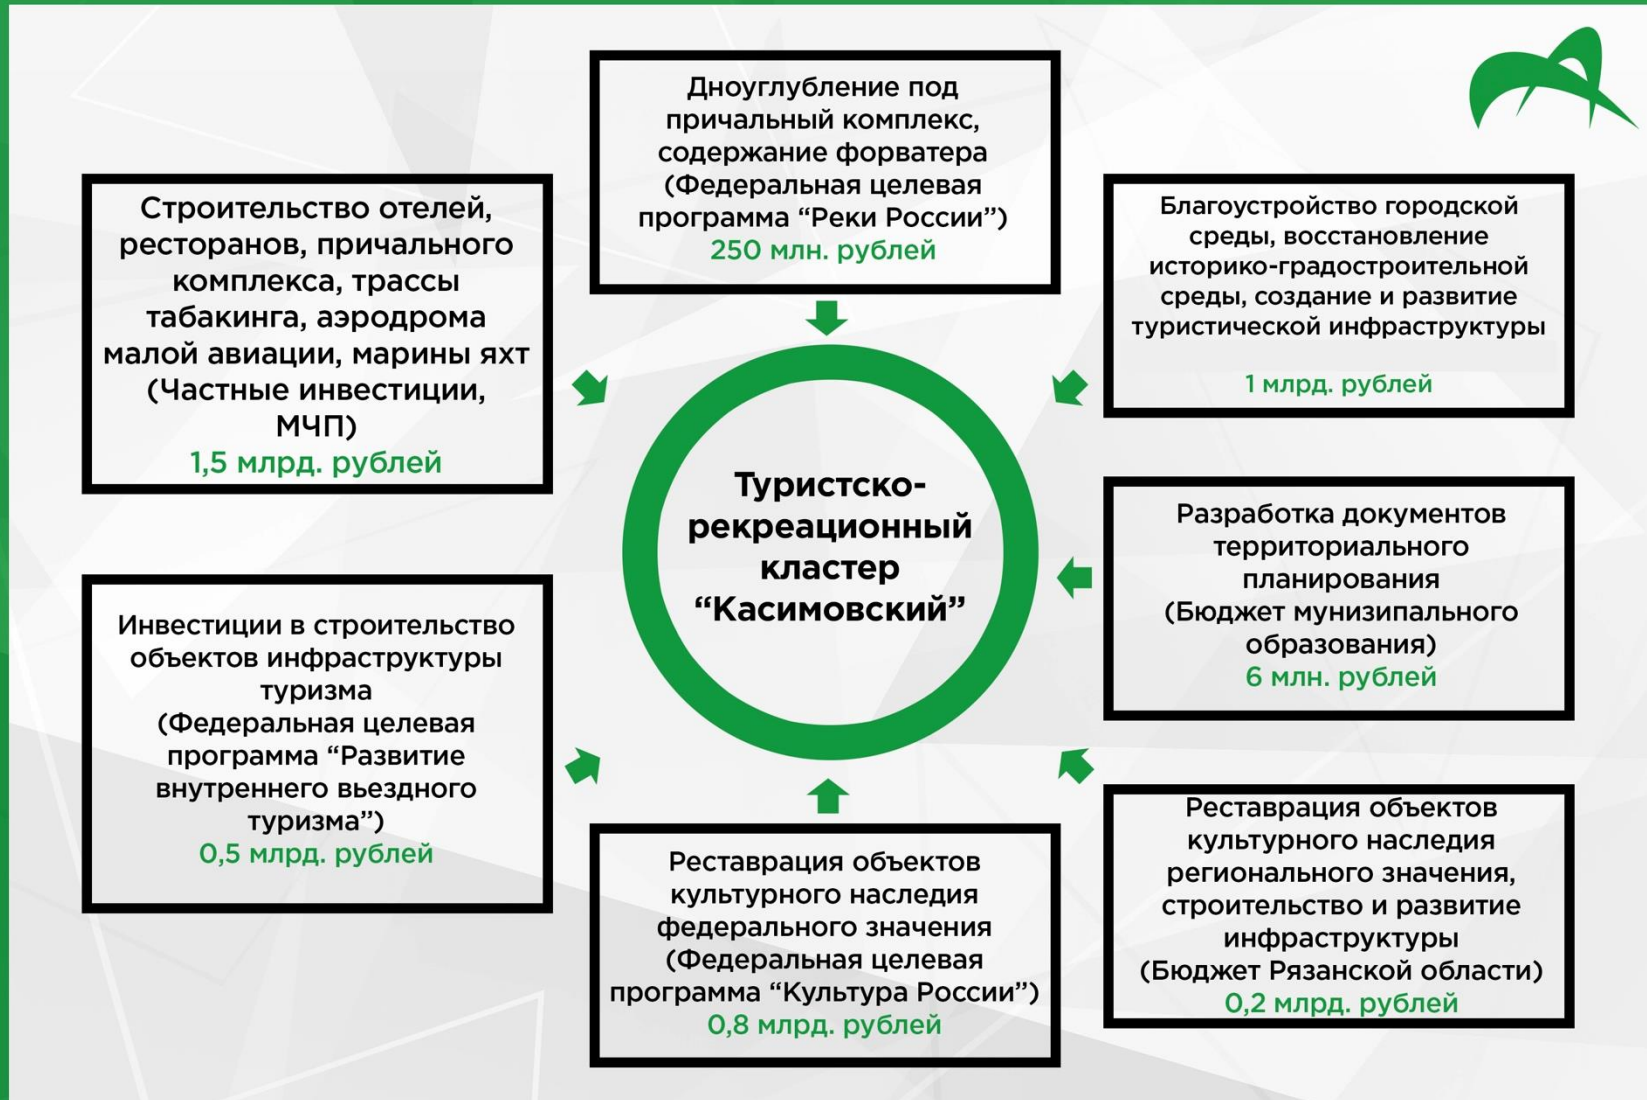 Дноуглубление под
причальный комплекс,
содержание форватера
(Федеральная целевая
программа “Реки России”)
250 млн. рублей
Строительство отелей,
ресторанов, причального
комплекса, трассы
табакинга, аэродрома
малой авиации, марины яхт
(Частные инвестиции,
МЧП)
1,5 млрд. рублей
Благоустройство городской
среды, восстановление
историко-градостроительной
среды, создание и развитие
туристической инфраструктуры
1 млрд. рублей
Туристско-
рекреационный
кластер
“Касимовский”
Разработка документов
территориального
планирования
(Бюджет мунизипального
образования)
6 млн. рублей
Инвестиции в строительство
объектов инфраструктуры
туризма
(Федеральная целевая
программа “Развитие
внутреннего вьездного
туризма”)
0,5 млрд. рублей
Реставрация объектов
культурного наследия
федерального значения
(Федеральная целевая
программа “Культура России”)
0,8 млрд. рублей
Реставрация объектов
культурного наследия
регионального значения,
строительство и развитие
инфраструктуры
(Бюджет Рязанской области)
0,2 млрд. рублей